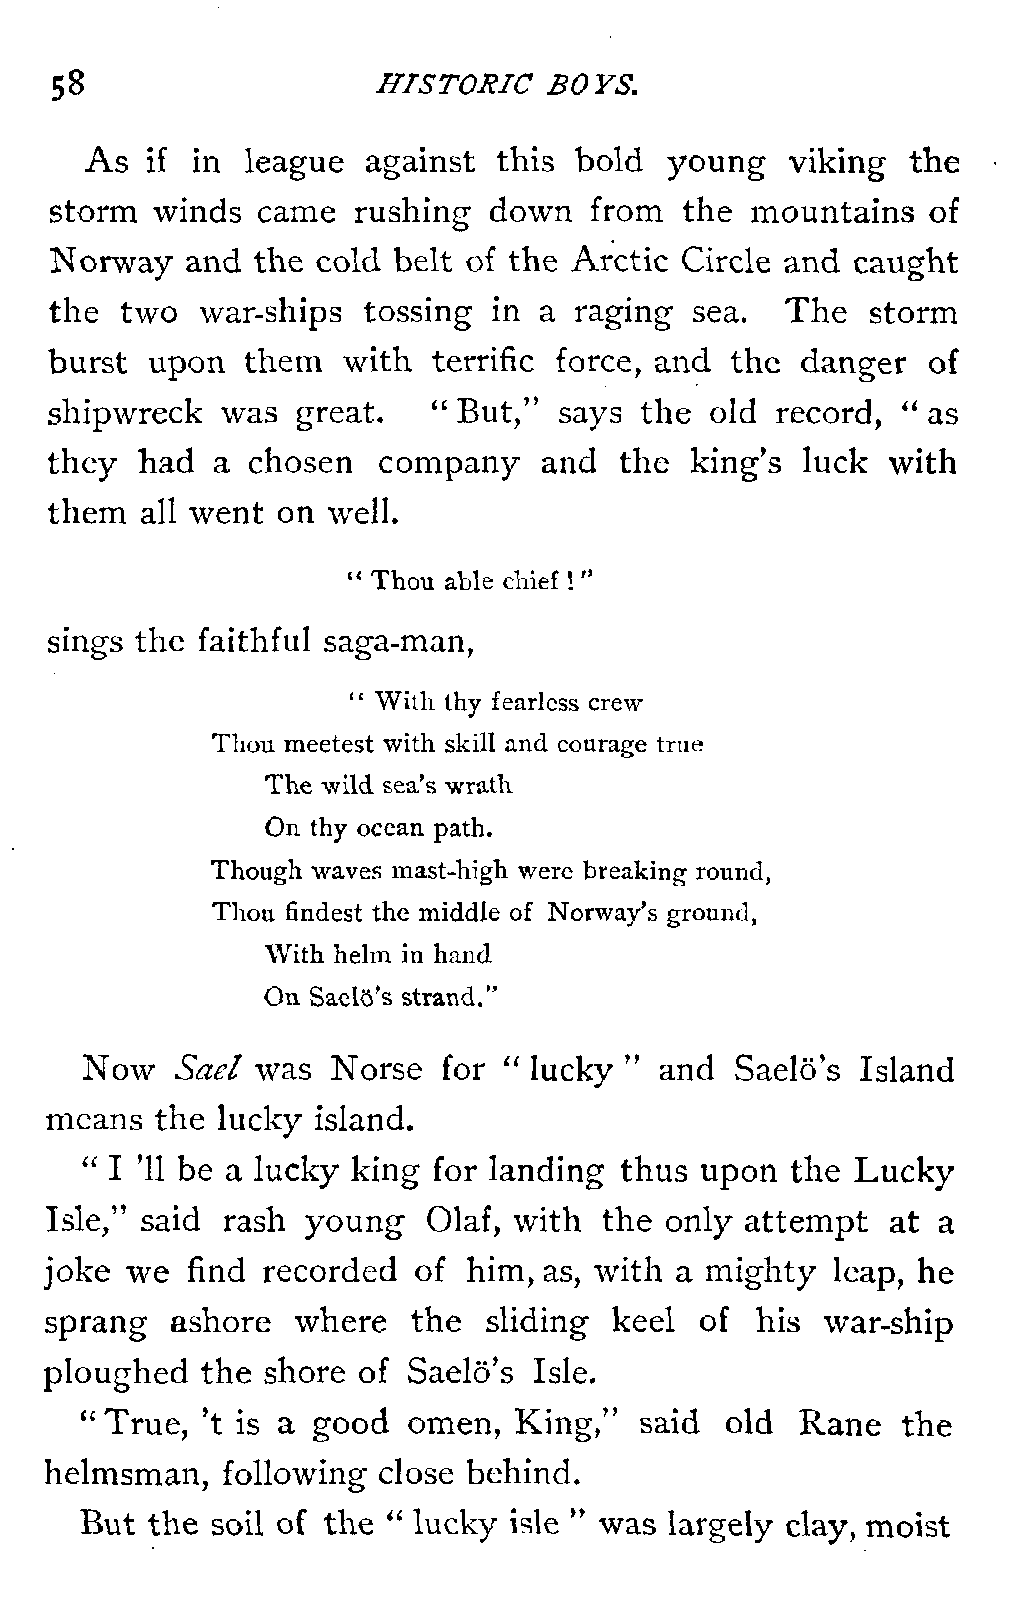 58 HISTORIC BOYS.
As if in league against this bold young viking the
storm winds came rushing down from the mountains of
Norway and the cold belt of the Arctic Circle and caught
the two war-ships tossing in a raging sea. The storm
burst upon them with terrific force, and the danger of
shipwreck was great. "But," says the old record, "as
they had a chosen company and the king's luck with
them all went on well.
"Thou able chief!"
sings the faithful saga-man,
"With thy fearless crew
Thou meetest with skill and courage true
The wild sea's wrath
On thy ocean path.
Though waves mast-high were breaking round,
Thou findest the middle of Norway's ground,
With helm in hand
On Saelö's strand."
Now Sael was Norse for "lucky" and Saelö's Island
means the lucky island.
"I 'll be a lucky king for landing thus upon the Lucky
Isle," said rash young Olaf, with the only attempt at a
joke we find recorded of him, as, with a mighty leap, he
sprang ashore where the sliding keel of his war-ship
ploughed the shore of Saelö's Isle.
"True, 't is a good omen, King," said old Rane the
helmsman, following close behind.
But the soil of the "lucky isle" was largely clay, moist